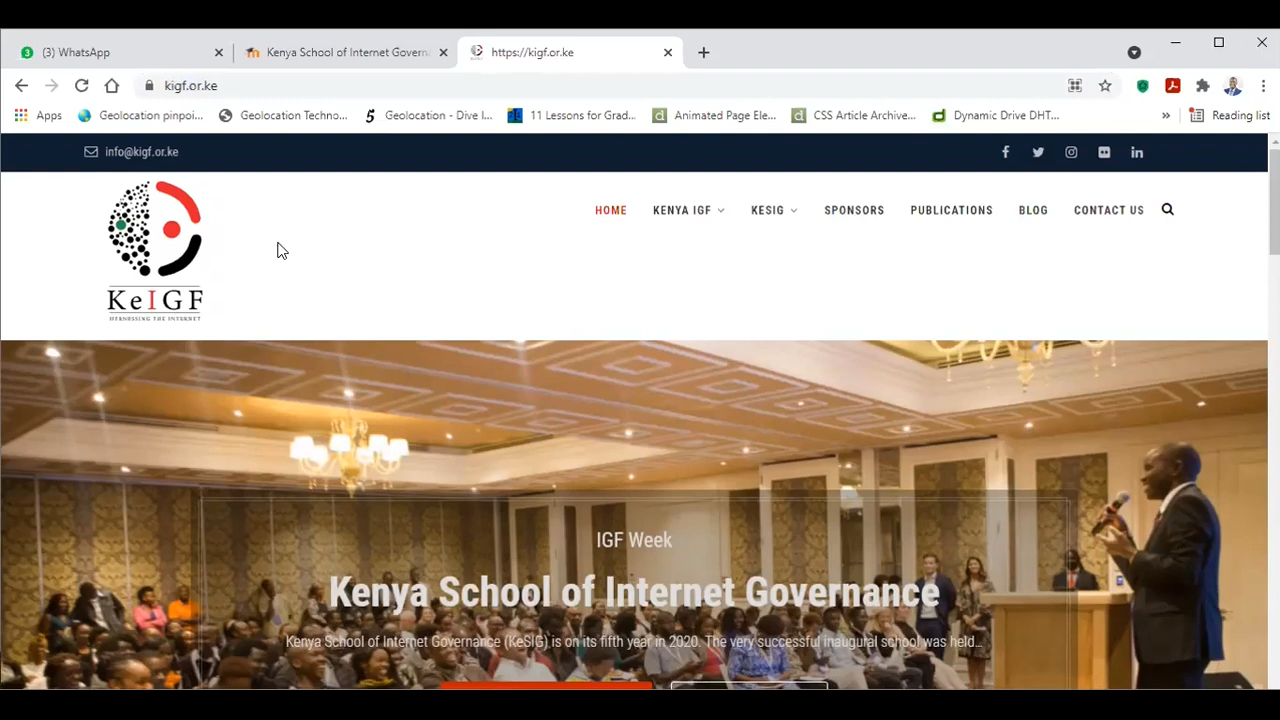 (3) WhatsApp
Kenya School of Internet Govern
https://kigf.or.ke
kigf.or.ke
Apps
Geolocation pinpoi...
Geolocation Techno...
Geolocation - Dive I...
11 Lessons for Grad...
Animated Page Ele...
CSS Article Archive...
Dynamic Drive DHT...
»
Reading list
info@kigf.or.ke
KeIGF
HARNESSING THE INTERNET
HOME
KENYA IGF
KESIG
SPONSORS
PUBLICATIONS
BLOG
CONTACT US
IGF Week
Kenya School of Internet Governance
Kenya School of Internet Governance (KeSIG) is on its fifth year in 2020. The very successful inaugural school was held...